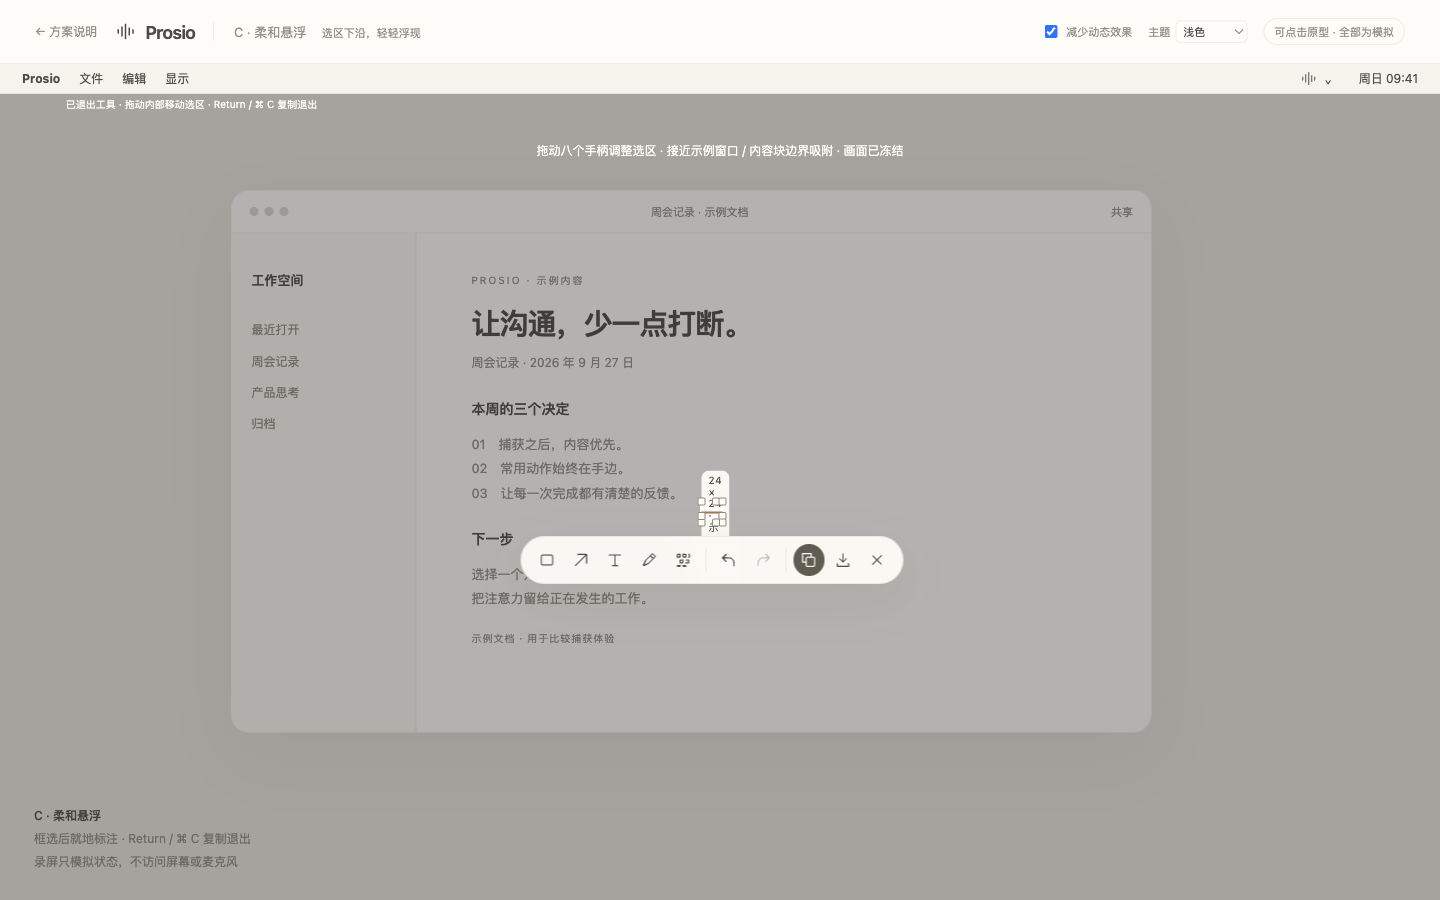 ← 方案说明 Prosio C · 柔和悬浮 选区下沿，轻轻浮现 减少动态效果 主题 浅色 可点击原型 · 全部为模拟
Prosio 文件 编辑 显示 周日 09:41
已退出工具 · 拖动内部移动选区 · Return / ⌘ C 复制退出
拖动八个手柄调整选区 · 接近示例窗口 / 内容块边界吸附 · 画面已冻结
周会记录 · 示例文档 共享
工作空间
最近打开
周会记录
产品思考
归档
PROSIO · 示例内容
让沟通，少一点打断。
周会记录 · 2026 年 9 月 27 日
本周的三个决定
01 捕获之后，内容优先。
02 常用动作始终在手边。
03 让每一次完成都有清楚的反馈。
24
×
下一步
选择一个
把注意力留给正在发生的工作。
示例文档 · 用于比较捕获体验
C · 柔和悬浮
框选后就地标注 · Return / ⌘ C 复制退出
录屏只模拟状态，不访问屏幕或麦克风